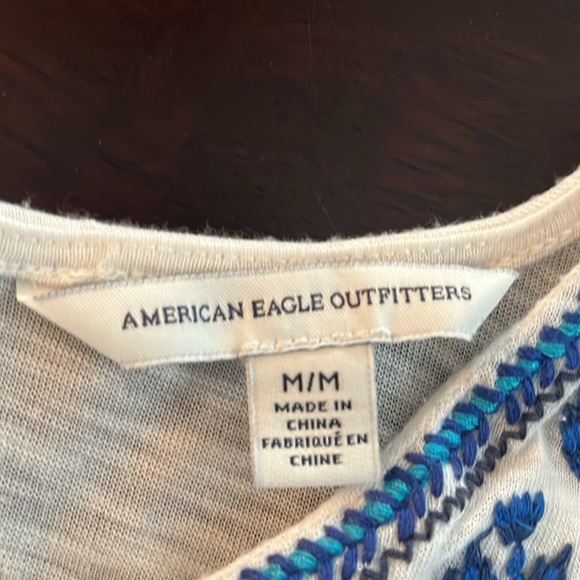 AMERICAN EAGLE OUTFITTERS
M/M
MADE IN
CHINA
FABRIQUÉ EN
CHINE